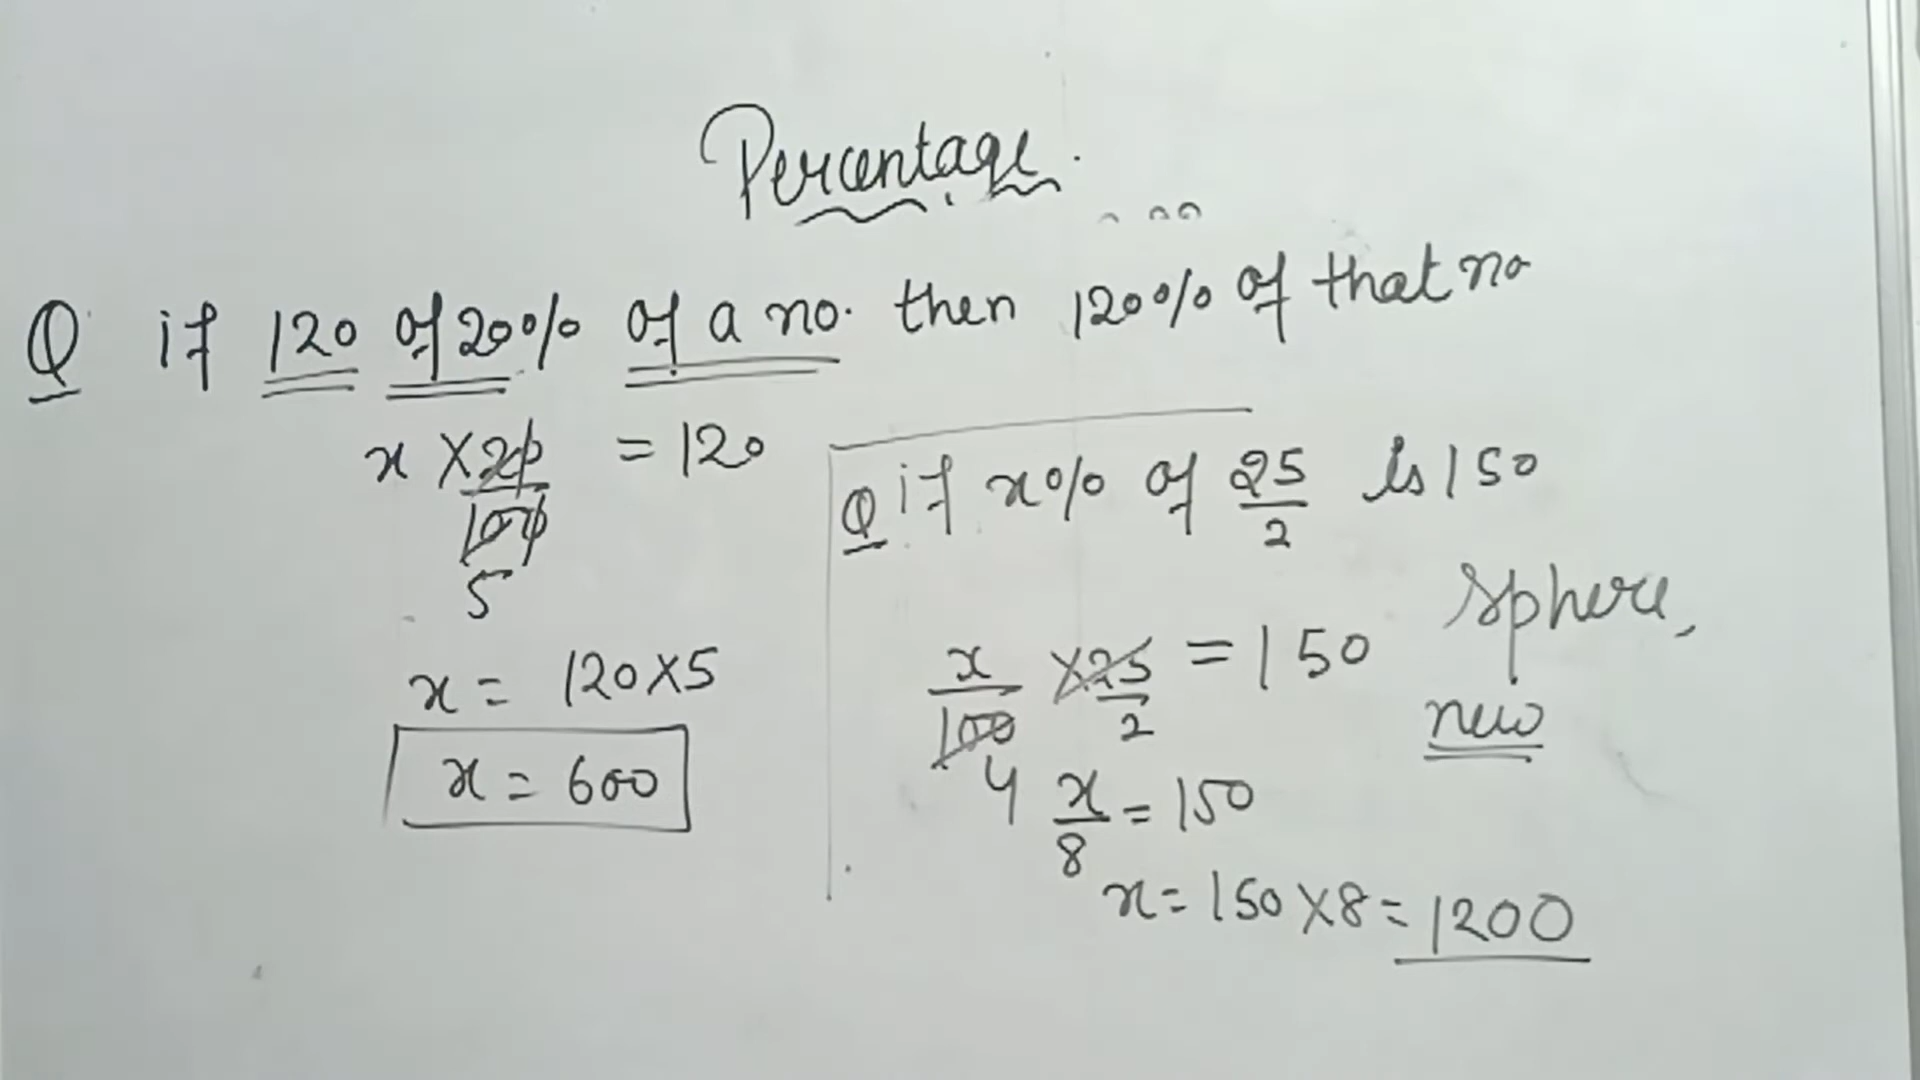 Percentage.
Q if 120 of 20% of a no. then 120% of that no
x × 20/100 = 120
5
x = 120×5
x = 600
Q if x% of 25/2 is 150
x/100 × 25/2 = 150
4
x/8 = 150
x = 150×8 = 1200
sphere,
new